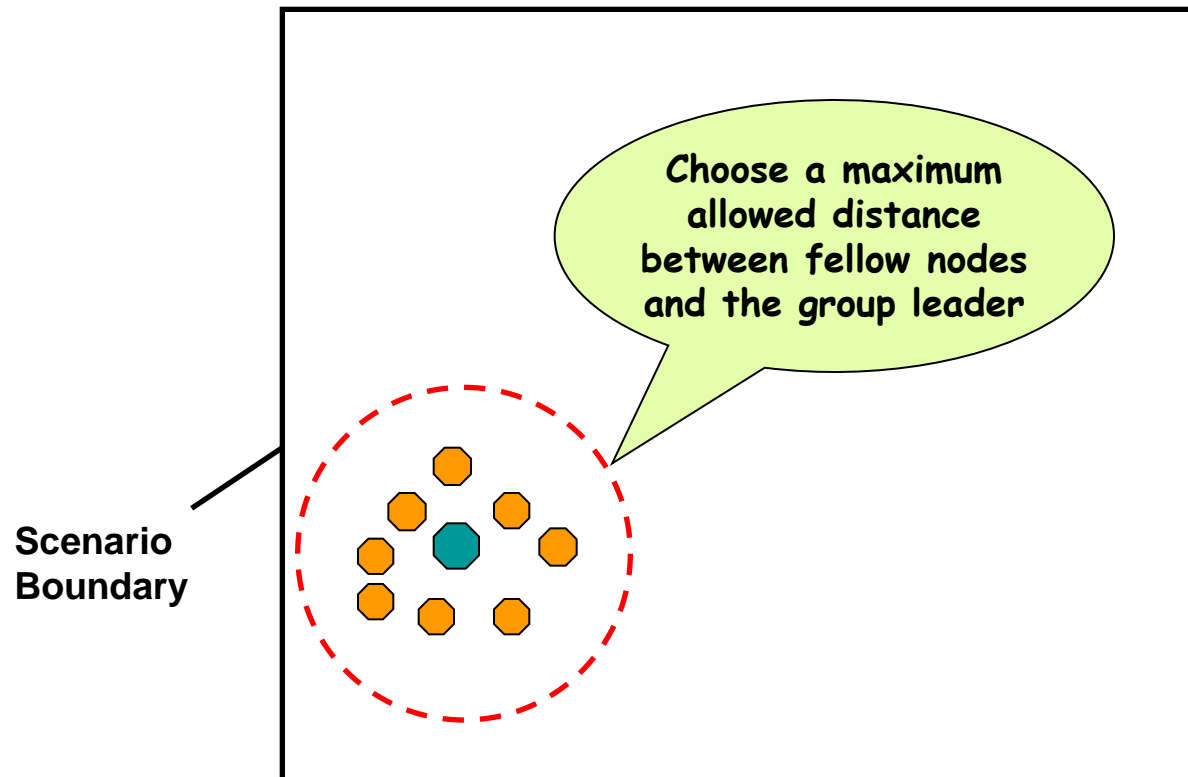 Choose a maximum
allowed distance
between fellow nodes
and the group leader
Scenario
Boundary